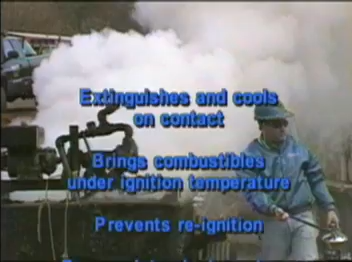 Extinguishes and cools
on contact
Brings combustibles
under ignition temperature
Prevents re-ignition